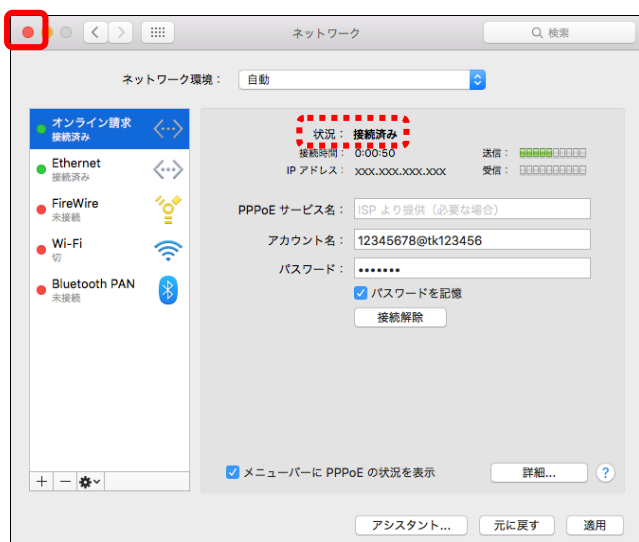 ネットワーク
検索
ネットワーク環境： 自動
オンライン請求
接続済み
Ethernet
接続済み
FireWire
未接続
Wi-Fi
切
Bluetooth PAN
未接続
状況： 接続済み
接続時間： 0:00:50
送信：
IP アドレス： xxx.xxx.xxx.xxx
受信：
PPPoE サービス名： ISP より提供（必要な場合）
アカウント名： 12345678@tk123456
パスワード： •••••••
パスワードを記憶
接続解除
メニューバーに PPPoE の状況を表示
詳細... ?
アシスタント... 元に戻す 適用